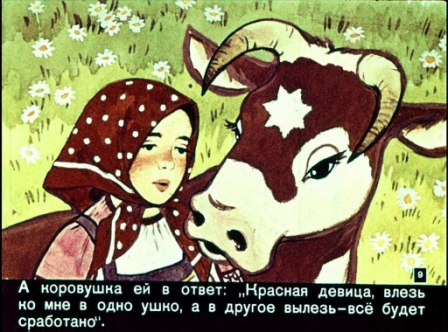 9
А коровушка ей в ответ: „Красная девица, влезь
ко мне в одно ушко, а в другое вылезь–всё будет
сработано“.